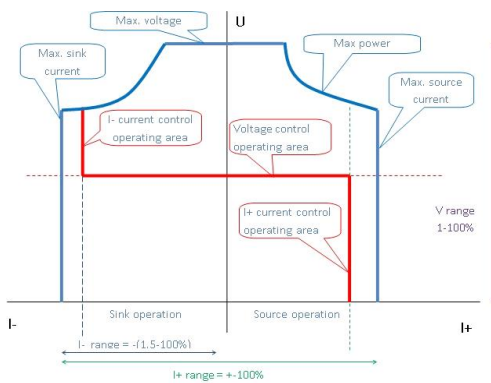 Max. voltage
U
Max. sink
current
Max power
Max. source
current
I- current control
operating area
Voltage control
operating area
I+ current control
operating area
V range
1-100%
Sink operation
Source operation
I-
I+
I- range = -(1.5-100%)
I+ range = +-100%